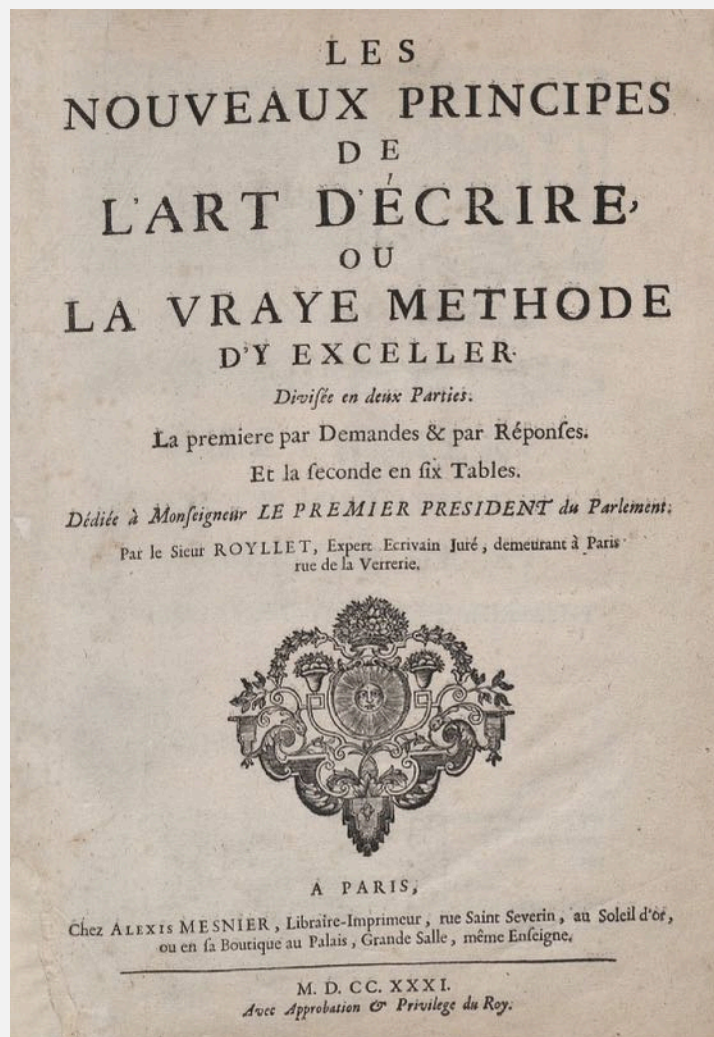 LES
NOUVEAUX PRINCIPES
DE
L'ART D'ÉCRIRE,
OU
LA VRAYE METHODE
D'Y EXCELLER.
Divisée en deux Parties.
La premiere par Demandes & par Réponses.
Et la seconde en six Tables.
Dédiée à Monseigneur LE PREMIER PRESIDENT du Parlement.
Par le Sieur ROYLLET, Expert Ecrivain Juré, demeurant à Paris
rue de la Verrerie.
A PARIS,
Chez ALEXIS MESNIER, Libraire-Imprimeur, rue Saint Severin, au Soleil d'or,
ou en sa Boutique au Palais, Grande Salle, même Enseigne.
M. D. CC. XXXI.
Avec Approbation & Privilege du Roy.